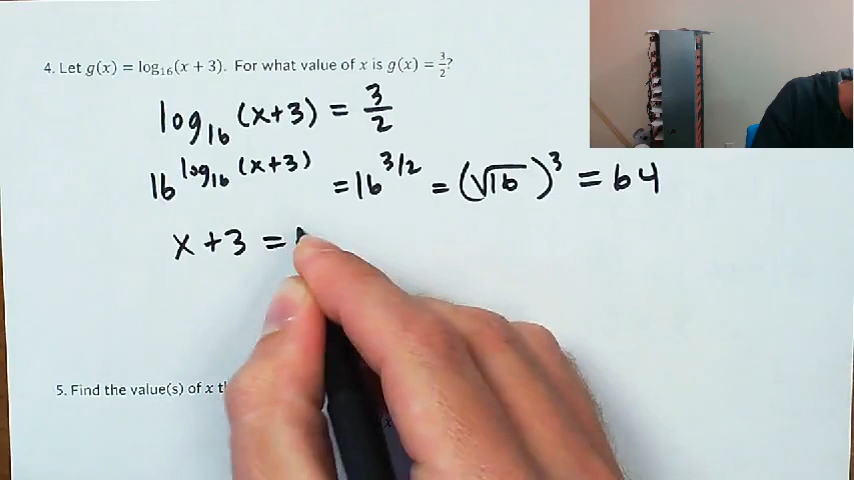 4. Let g(x) = log₁₆(x + 3). For what value of x is g(x) = 3/2?
log₁₆ (x+3) = 3/2
16^(log₁₆ (x+3)) = 16^(3/2) = (√16)³ = 64
x + 3 =
5. Find the value(s) of x